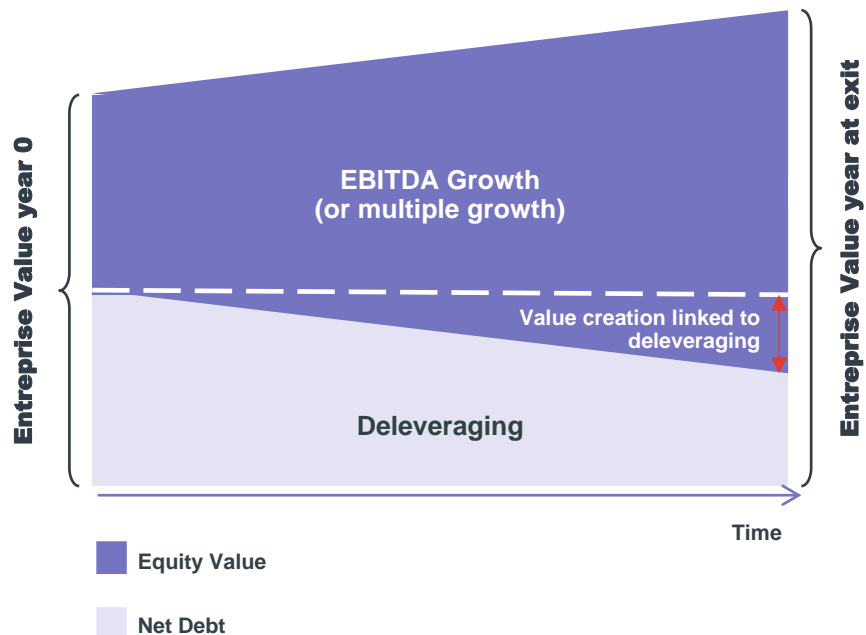 Entreprise Value year 0
EBITDA Growth
(or multiple growth)
Value creation linked to
deleveraging
Deleveraging
Entreprise Value year at exit
Time
Equity Value
Net Debt